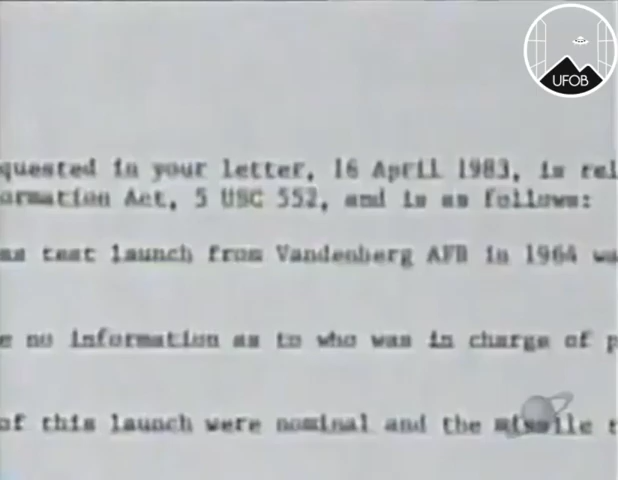 UFOB
quested in your letter, 16 April 1983, is rel
ormation Act, 5 USC 552, and is as follows:
as test launch from Vandenberg AFB in 1964 wa
e no information as to who was in charge of p
of this launch were nominal and the missile